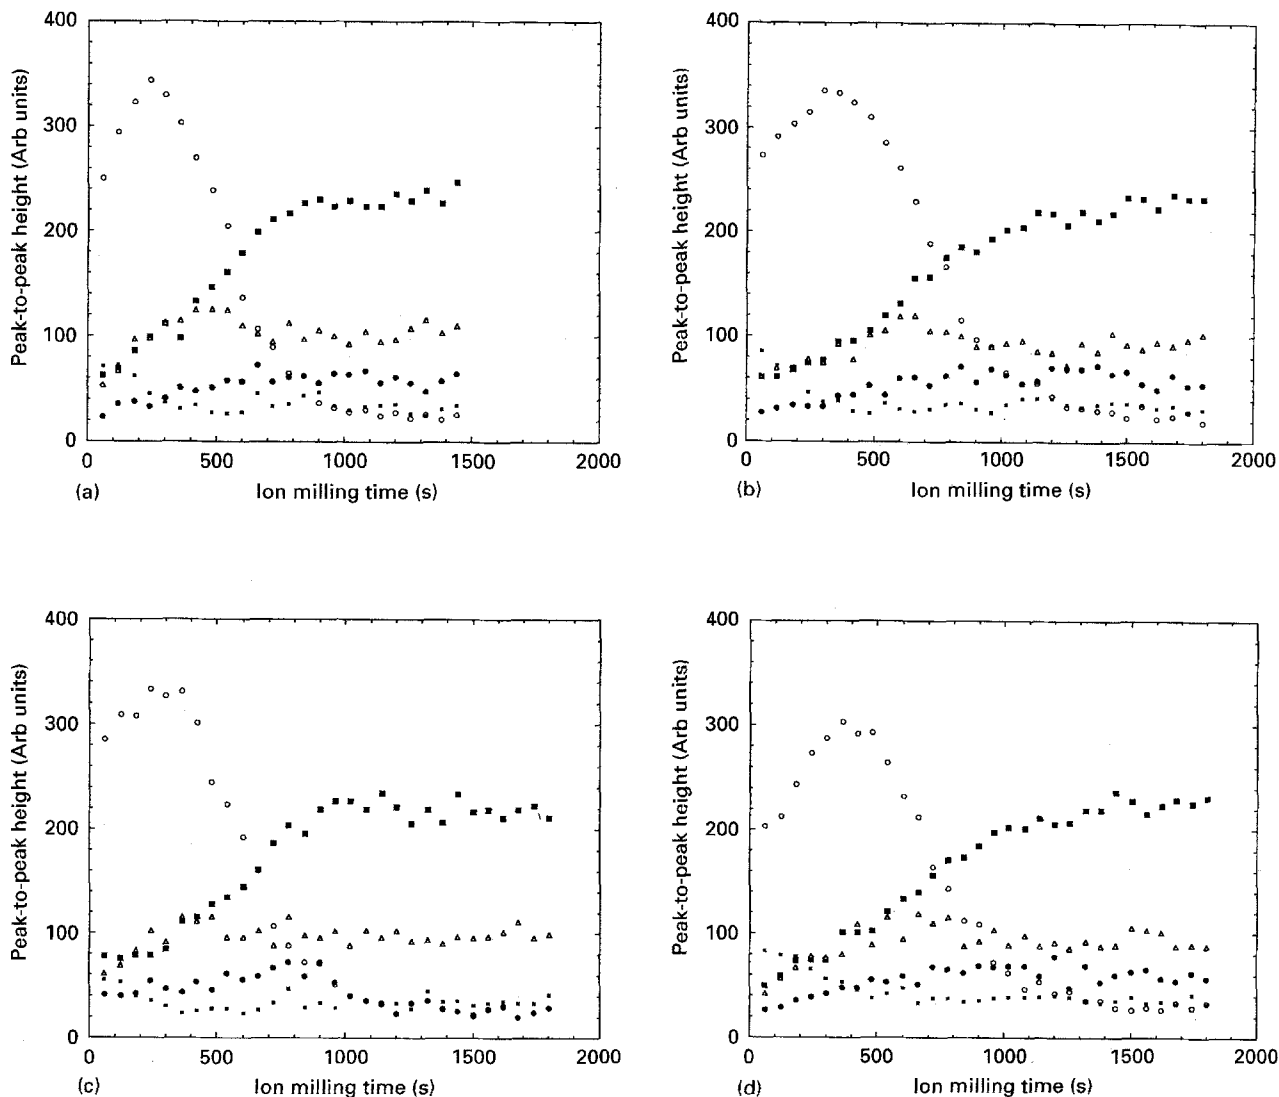 400
300
200
100
0
Peak-to-peak height (Arb units)
0 500 1000 1500 2000
(a) Ion milling time (s)
400
300
200
100
0
Peak-to-peak height (Arb units)
0 500 1000 1500 2000
(b) Ion milling time (s)
400
300
200
100
0
Peak-to-peak height (Arb units)
0 500 1000 1500 2000
(c) Ion milling time (s)
400
300
200
100
0
Peak-to-peak height (Arb units)
0 500 1000 1500 2000
(d) Ion milling time (s)